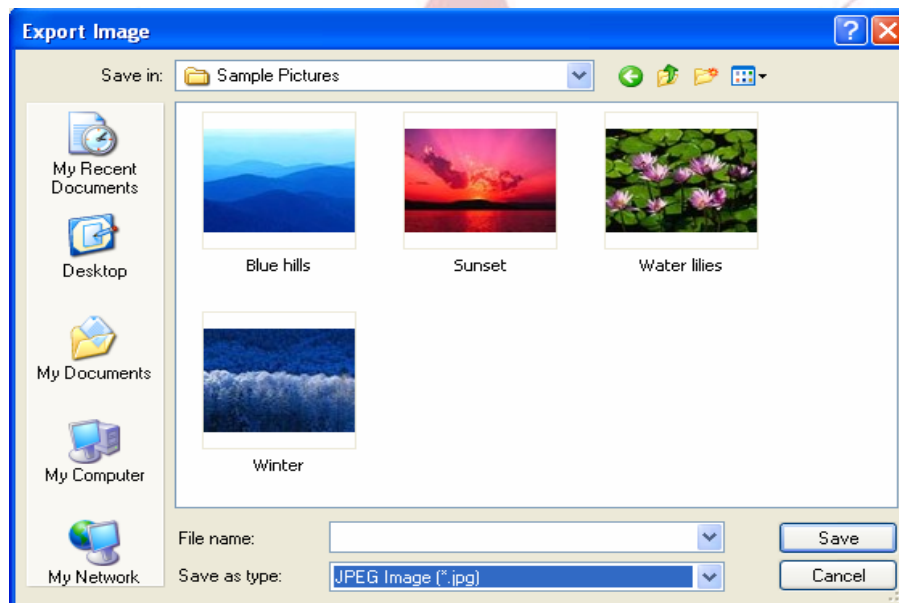 Export Image
Save in:
Sample Pictures
My Recent
Documents
Desktop
My Documents
My Computer
My Network
Blue hills
Sunset
Water lilies
Winter
File name:
Save
Save as type:
JPEG Image (*.jpg)
Cancel